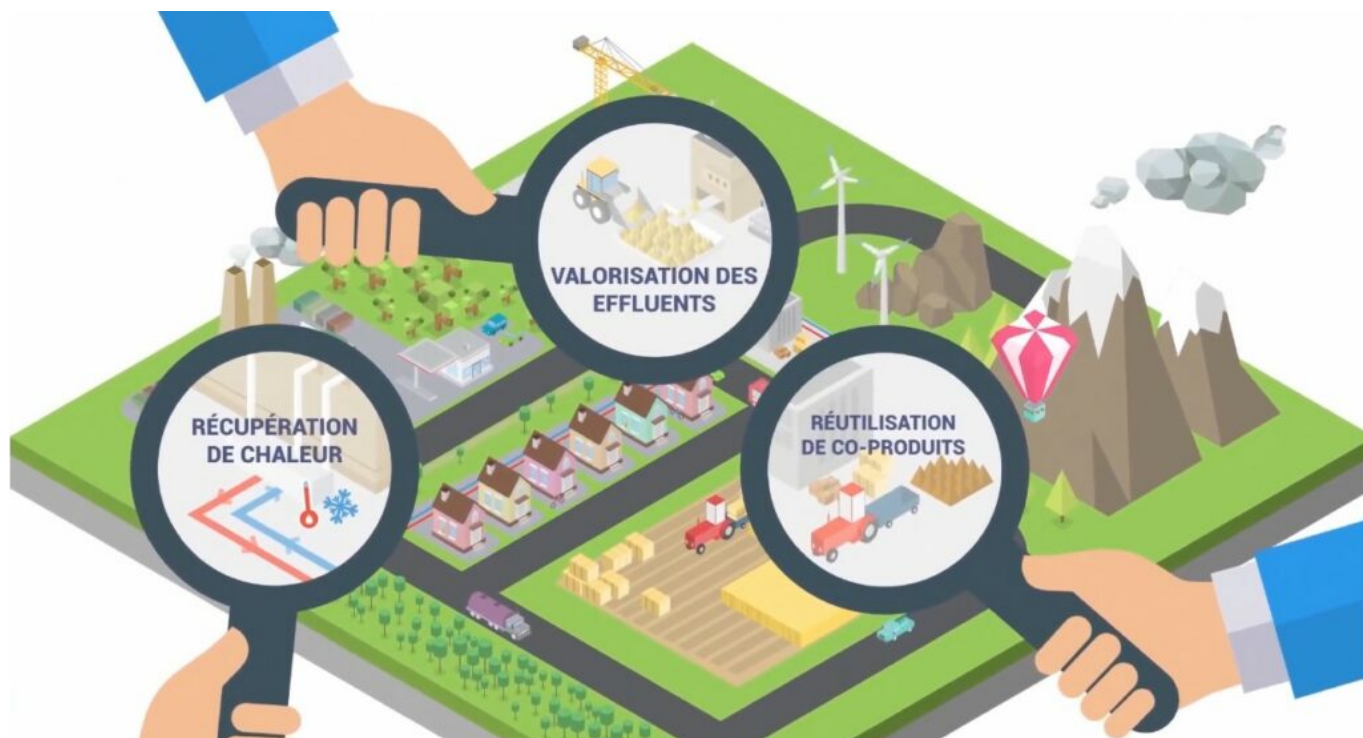 VALORISATION DES
EFFLUENTS
RÉCUPÉRATION
DE CHALEUR
RÉUTILISATION
DE CO-PRODUITS